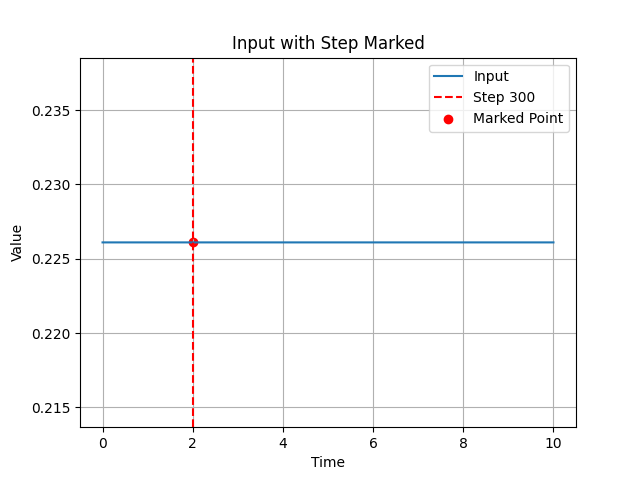 Input with Step Marked
Input
Step 300
Marked Point
0.235
0.230
0.225
0.220
0.215
Value
0 2 4 6 8 10
Time